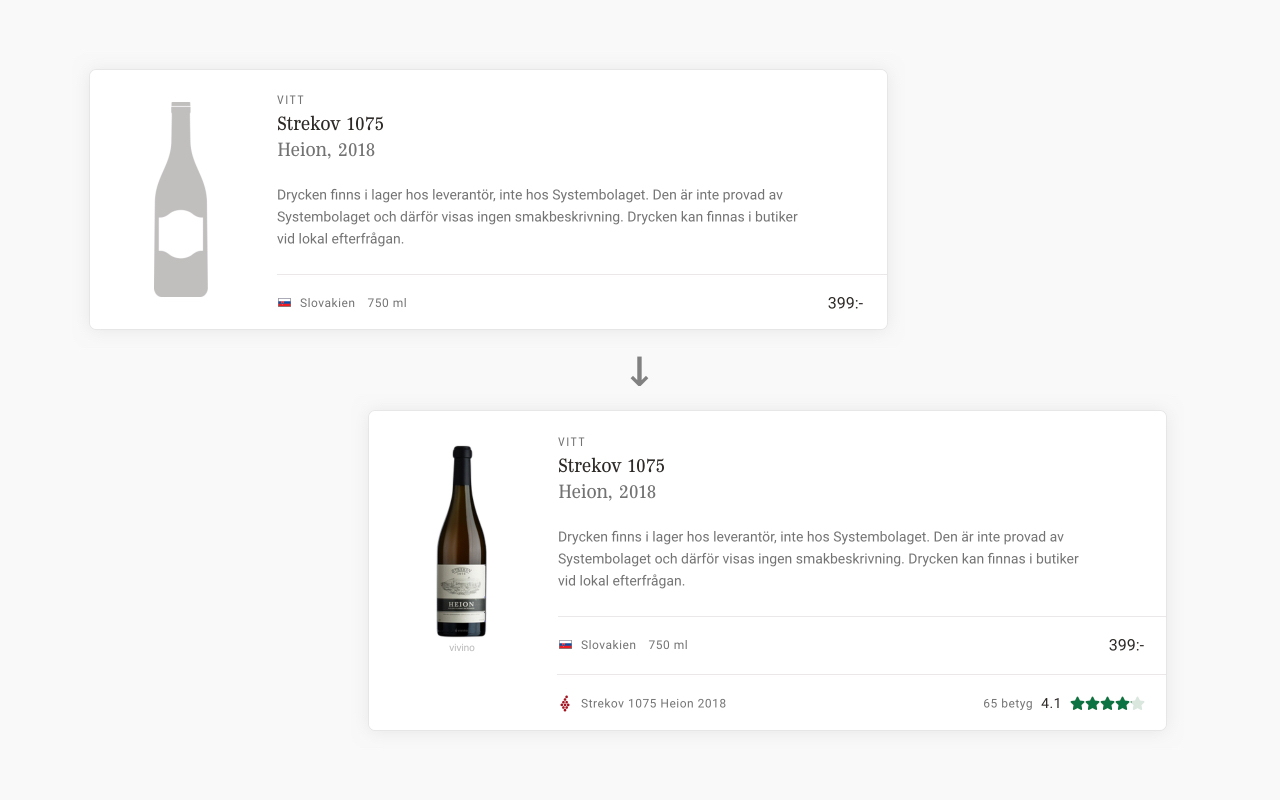 VITT
Strekov 1075
Heion, 2018
Drycken finns i lager hos leverantör, inte hos Systembolaget. Den är inte provad av
Systembolaget och därför visas ingen smakbeskrivning. Drycken kan finnas i butiker
vid lokal efterfrågan.
Slovakien 750 ml 399:-
VITT
Strekov 1075
Heion, 2018
Drycken finns i lager hos leverantör, inte hos Systembolaget. Den är inte provad av
Systembolaget och därför visas ingen smakbeskrivning. Drycken kan finnas i butiker
vid lokal efterfrågan.
HEION
vivino
Slovakien 750 ml 399:-
Strekov 1075 Heion 2018 65 betyg 4.1